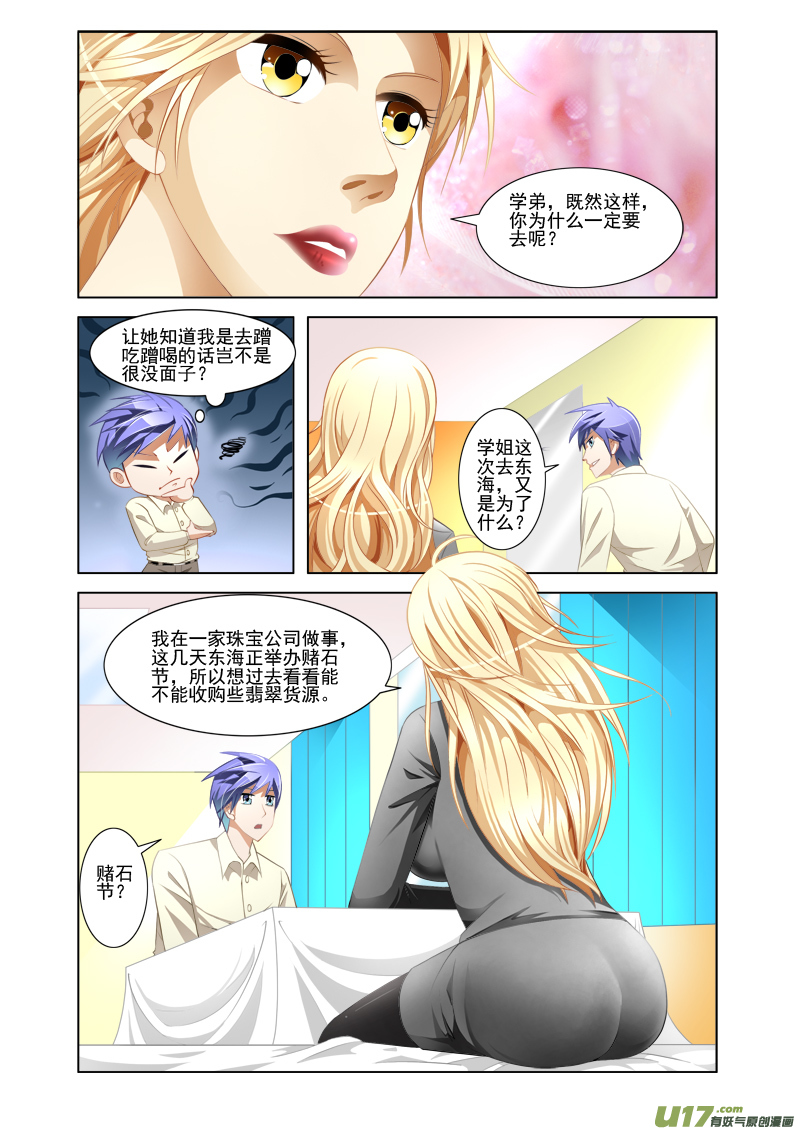 学弟，既然这样，
你为什么一定要
去呢？
让她知道我是去蹭
吃蹭喝的话岂不是
很没面子？
学姐这
次去东
海，又
是为了
什么？
我在一家珠宝公司做事，
这几天东海正举办赌石
节，所以想过去看看能
不能收购些翡翠货源。
赌石
节？
U17.com
有妖气原创漫画